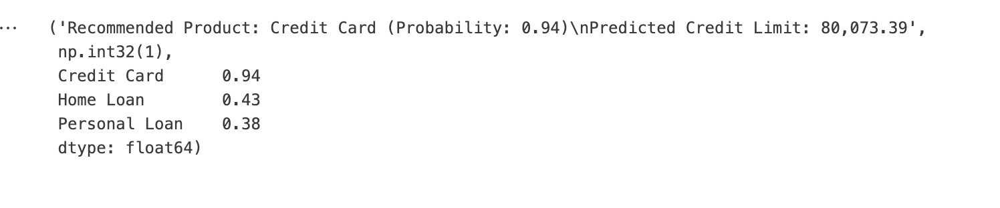 ... ('Recommended Product: Credit Card (Probability: 0.94)\nPredicted Credit Limit: 80,073.39',
np.int32(1),
Credit Card 0.94
Home Loan 0.43
Personal Loan 0.38
dtype: float64)